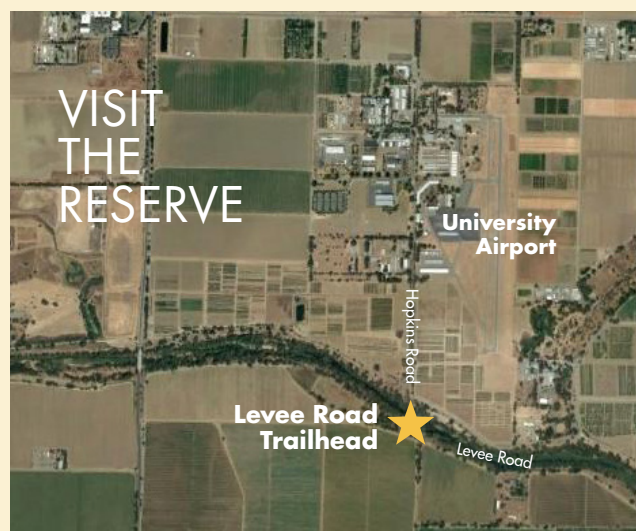 VISIT
THE
RESERVE
University
Airport
Hopkins Road
Levee Road
Trailhead
Levee Road